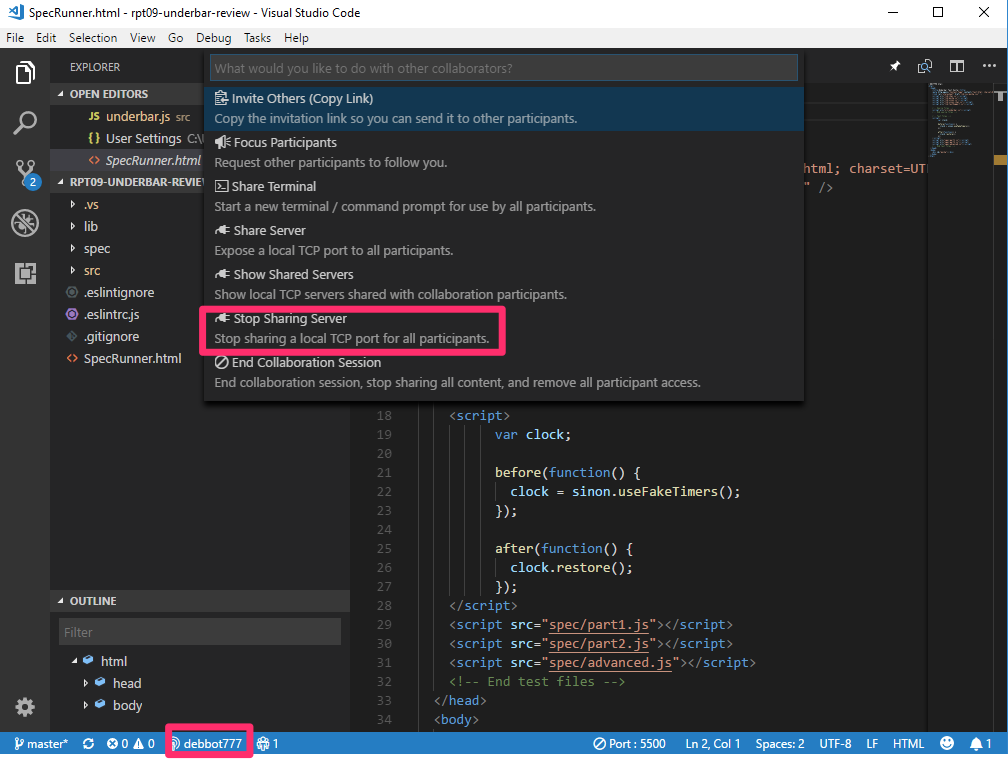 SpecRunner.html - rpt09-underbar-review - Visual Studio Code
File Edit Selection View Go Debug Tasks Help
EXPLORER
OPEN EDITORS
JS underbar.js src
{} User Settings C:\
<> SpecRunner.html
RPT09-UNDERBAR-REVIEW
.vs
lib
spec
src
.eslintignore
.eslintrc.js
.gitignore
<> SpecRunner.html
2
What would you like to do with other collaborators?
Invite Others (Copy Link)
Copy the invitation link so you can send it to other participants.
Focus Participants
Request other participants to follow you.
Share Terminal
Start a new terminal / command prompt for use by all participants.
Share Server
Expose a local TCP port to all participants.
Show Shared Servers
Show local TCP servers shared with collaboration participants.
Stop Sharing Server
Stop sharing a local TCP port for all participants.
End Collaboration Session
End collaboration session, stop sharing all content, and remove all participant access.
html; charset=UT
" />
18 <script>
19 var clock;
20
21 before(function() {
22 clock = sinon.useFakeTimers();
23 });
24
25 after(function() {
26 clock.restore();
27 });
28 </script>
29 <script src="spec/part1.js"></script>
30 <script src="spec/part2.js"></script>
31 <script src="spec/advanced.js"></script>
32 <!-- End test files -->
33 </head>
34 <body>
OUTLINE
Filter
html
head
body
master* 0 0 debbot777 1 Port : 5500 Ln 2, Col 1 Spaces: 2 UTF-8 LF HTML 1